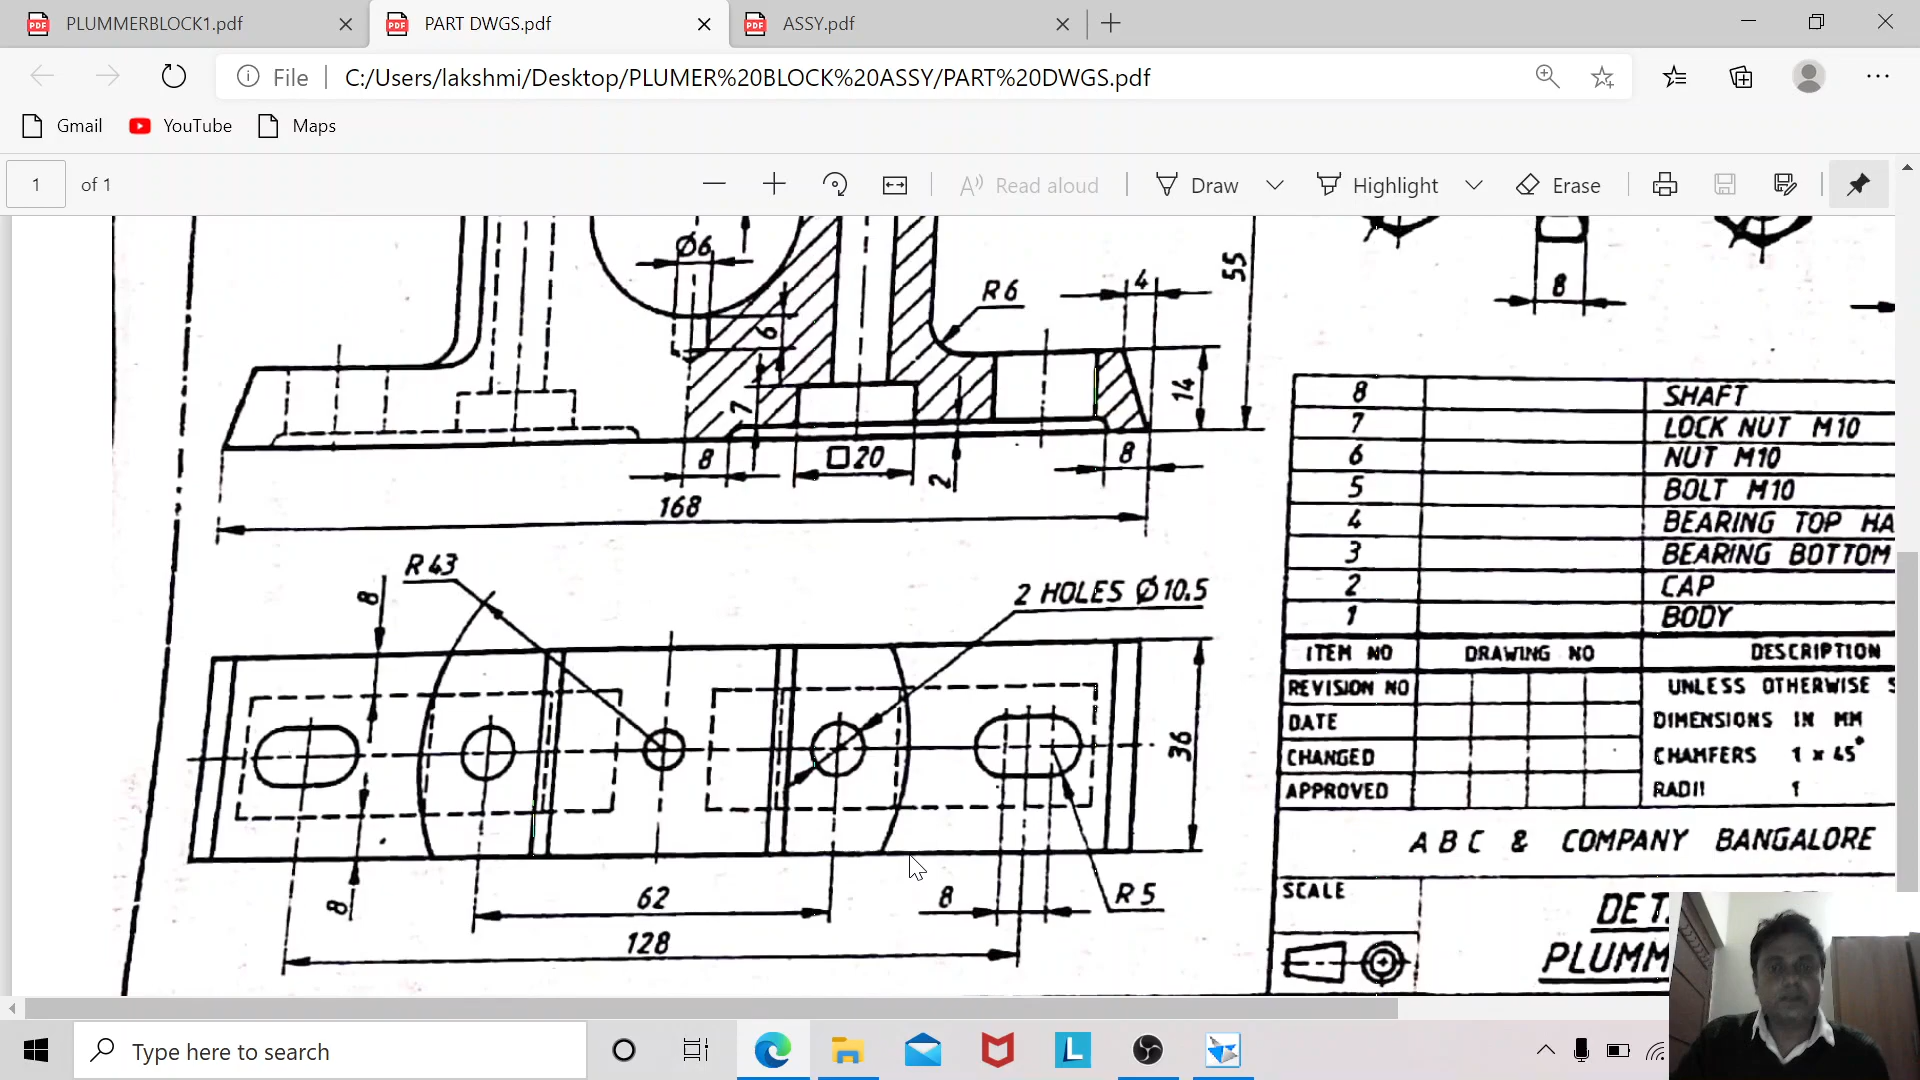 PLUMMERBLOCK1.pdf
PART DWGS.pdf
ASSY.pdf
File
C:/Users/lakshmi/Desktop/PLUMER%20BLOCK%20ASSY/PART%20DWGS.pdf
Gmail
YouTube
Maps
1 of 1
Read aloud
Draw
Highlight
Erase
Ø6
6
R6
4
55
14
7
8
□20
2
8
168
8
8
R43
2 HOLES Ø10.5
8
36
8
62
8
R5
128
8 SHAFT
7 LOCK NUT M10
6 NUT M10
5 BOLT M10
4 BEARING TOP HA
3 BEARING BOTTOM
2 CAP
1 BODY
ITEM NO DRAWING NO DESCRIPTION
REVISION NO
DATE
CHANGED
APPROVED
UNLESS OTHERWISE S
DIMENSIONS IN MM
CHAMFERS 1 x 45°
RADII 1
ABC & COMPANY BANGALORE
SCALE
DET
PLUMM
Type here to search